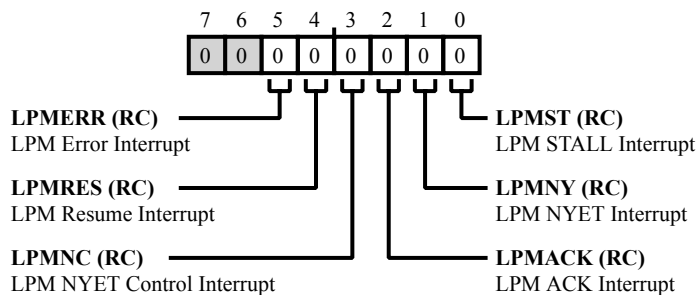 7 6 5 4 3 2 1 0
0 0 0 0 0 0 0 0
LPMERR (RC)
LPM Error Interrupt
LPMST (RC)
LPM STALL Interrupt
LPMRES (RC)
LPM Resume Interrupt
LPMNY (RC)
LPM NYET Interrupt
LPMNC (RC)
LPM NYET Control Interrupt
LPMACK (RC)
LPM ACK Interrupt